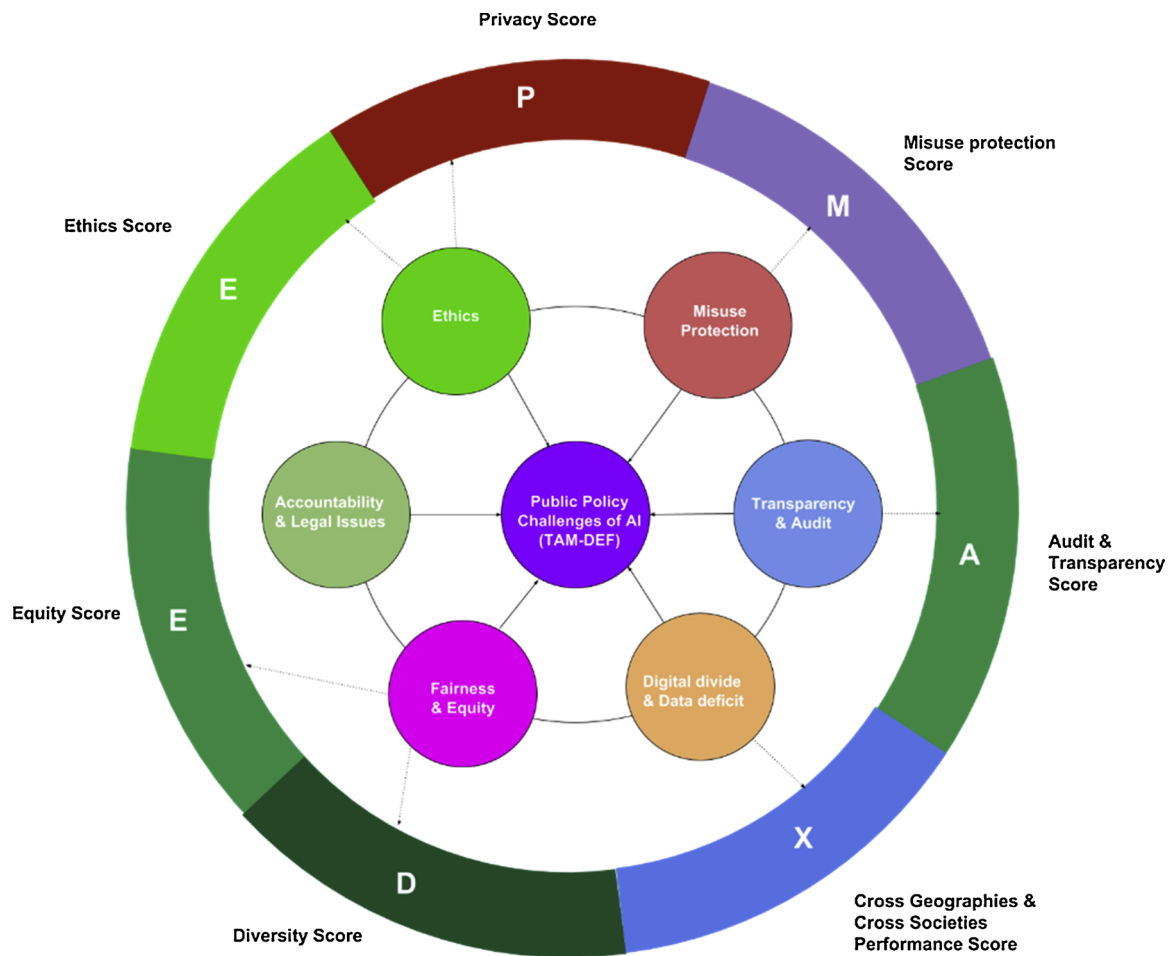 Privacy Score
P
Misuse protection
Score
M
Ethics Score
E
Ethics
Misuse
Protection
Accountability
& Legal Issues
Public Policy
Challenges of AI
(TAM-DEF)
Transparency
& Audit
A
Audit &
Transparency
Score
Equity Score
E
Fairness
& Equity
Digital divide
& Data deficit
X
D
Diversity Score
Cross Geographies &
Cross Societies
Performance Score